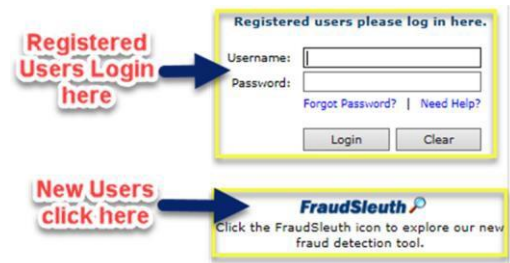 Registered users please log in here.
Registered
Users Login
here
Username:
Password:
Forgot Password? | Need Help?
Login Clear
New Users
click here
FraudSleuth
Click the FraudSleuth icon to explore our new
fraud detection tool.